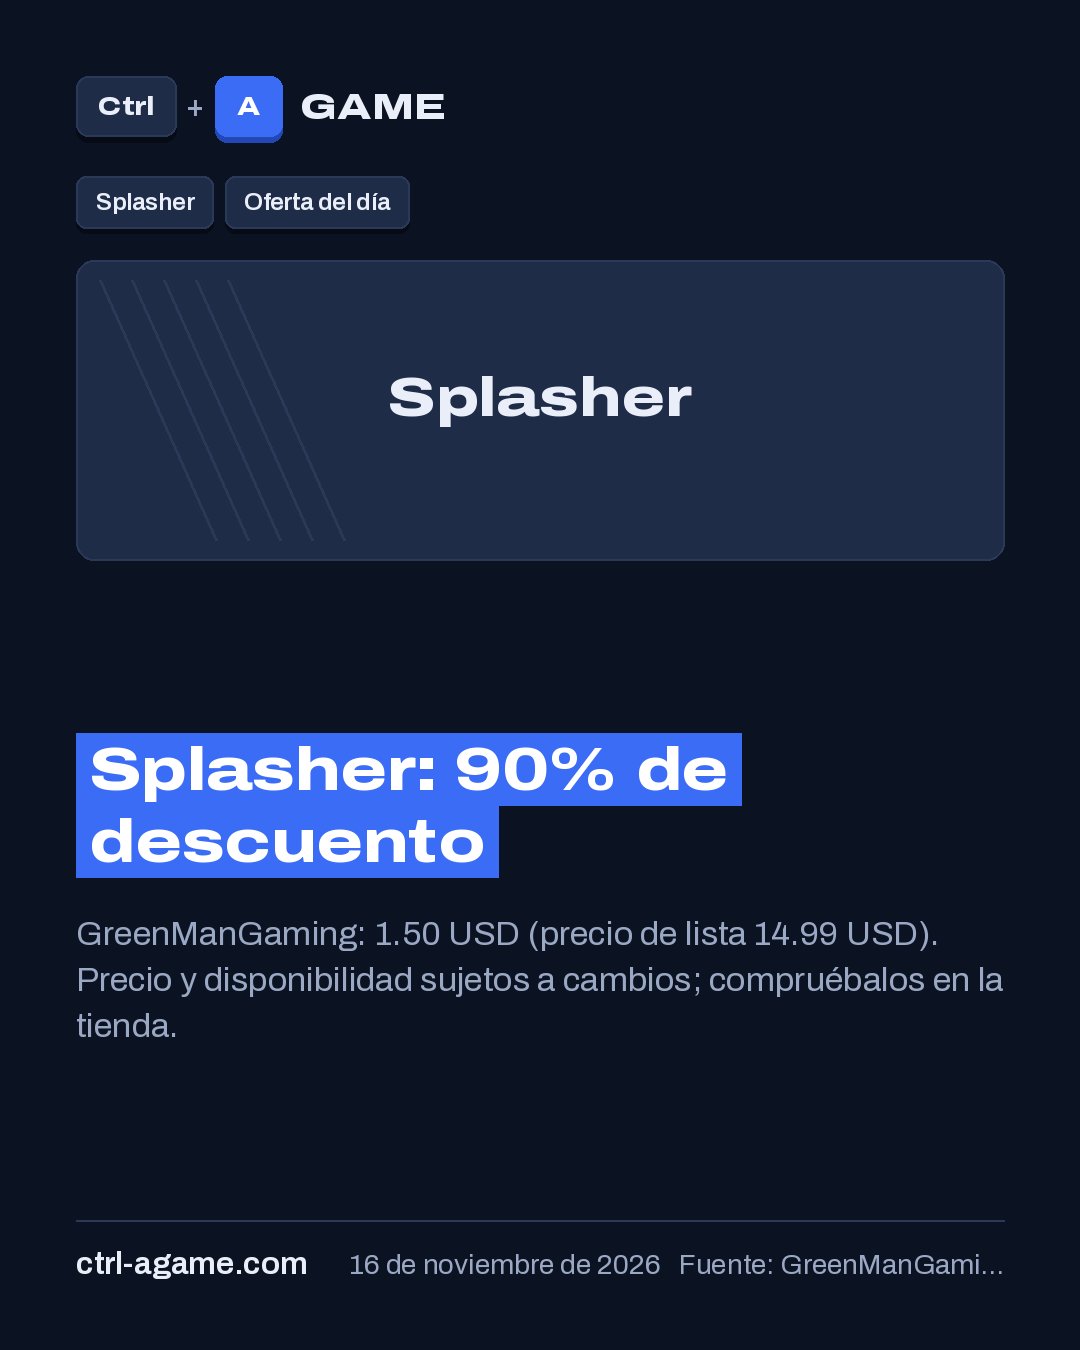 Ctrl + A GAME
Splasher Oferta del día
Splasher
Splasher: 90% de
descuento
GreenManGaming: 1.50 USD (precio de lista 14.99 USD).
Precio y disponibilidad sujetos a cambios; compruébalos en la
tienda.
ctrl-agame.com 16 de noviembre de 2026 Fuente: GreenManGami...